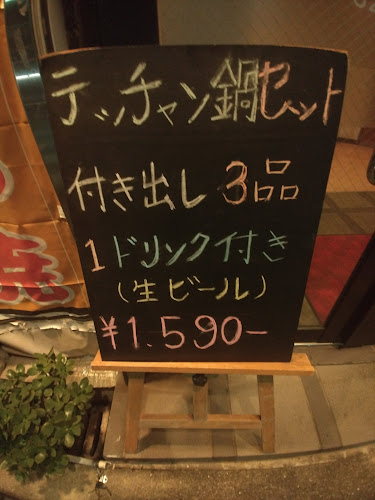 テッチャン鍋セット
付き出し 3品
1ドリンク付き
(生ビール)
¥1.590-